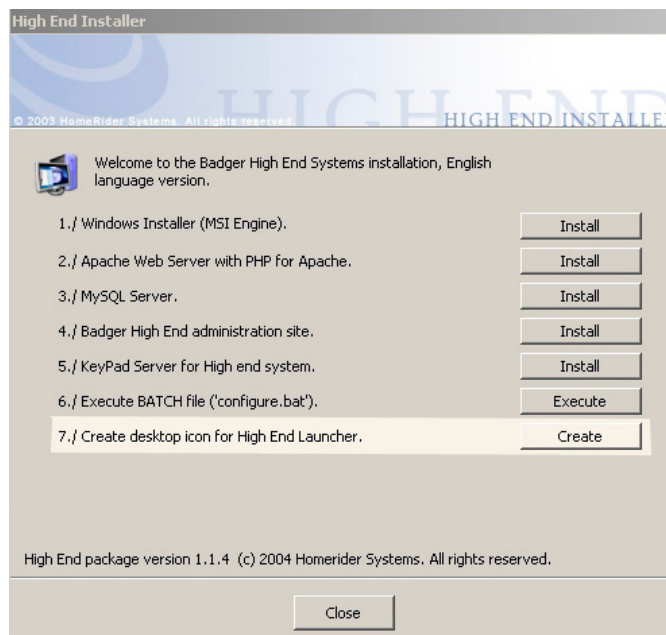 High End Installer
HIGH END
© 2003 HomeRider Systems. All rights reserved.
HIGH END INSTALLE
Welcome to the Badger High End Systems installation, English
language version.
1./ Windows Installer (MSI Engine). Install
2./ Apache Web Server with PHP for Apache. Install
3./ MySQL Server. Install
4./ Badger High End administration site. Install
5./ KeyPad Server for High end system. Install
6./ Execute BATCH file ('configure.bat'). Execute
7./ Create desktop icon for High End Launcher. Create
High End package version 1.1.4 (c) 2004 Homerider Systems. All rights reserved.
Close